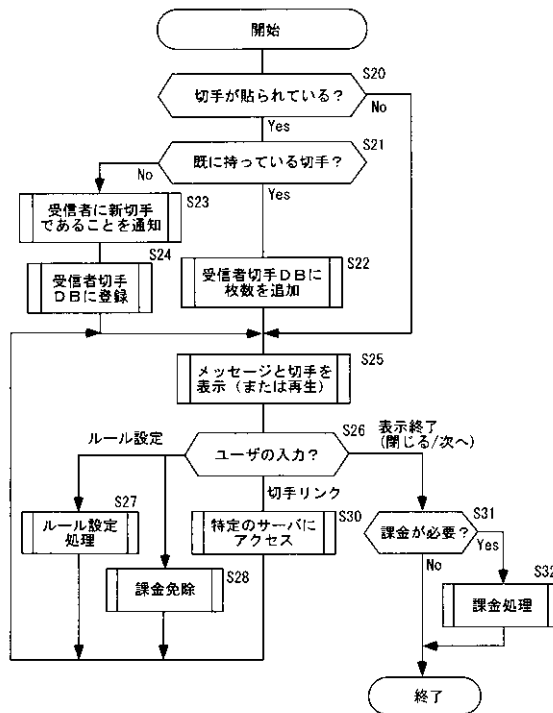 開始
S20
切手が貼られている？
No
Yes
S21
既に持っている切手？
No
Yes
S23
受信者に新切手
であることを通知
S24
受信者切手
DBに登録
S22
受信者切手DBに
枚数を追加
S25
メッセージと切手を
表示（または再生）
S26
表示終了
(閉じる/次へ)
ルール設定
ユーザの入力？
切手リンク
S27
ルール設定
処理
S30
特定のサーバに
アクセス
S31
課金が必要？
Yes
No
S28
課金免除
S32
課金処理
終了